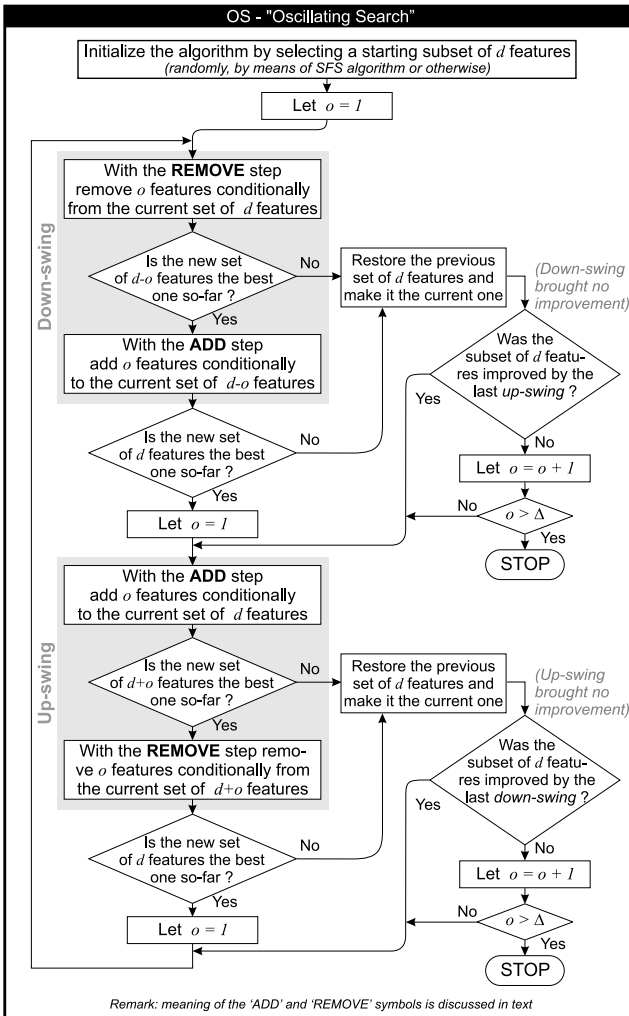 OS - "Oscillating Search"
Initialize the algorithm by selecting a starting subset of d features
(randomly, by means of SFS algorithm or otherwise)
Let o = 1
Down-swing
With the REMOVE step
remove o features conditionally
from the current set of d features
Is the new set
of d-o features the best
one so-far ?
No
Yes
Restore the previous
set of d features and
make it the current one
(Down-swing
brought no
improvement)
With the ADD step
add o features conditionally
to the current set of d-o features
Was the
subset of d featu-
res improved by the
last up-swing ?
Yes
No
Is the new set
of d features the best
one so-far ?
No
Yes
Let o = o + 1
Let o = 1
o > Δ
No
Yes
STOP
Up-swing
With the ADD step
add o features conditionally
to the current set of d features
Is the new set
of d+o features the best
one so-far ?
No
Yes
Restore the previous
set of d features and
make it the current one
(Up-swing
brought no
improvement)
With the REMOVE step remo-
ve o features conditionally from
the current set of d+o features
Was the
subset of d featu-
res improved by the
last down-swing ?
Yes
No
Is the new set
of d features the best
one so-far ?
No
Yes
Let o = o + 1
Let o = 1
o > Δ
No
Yes
STOP
Remark: meaning of the 'ADD' and 'REMOVE' symbols is discussed in text